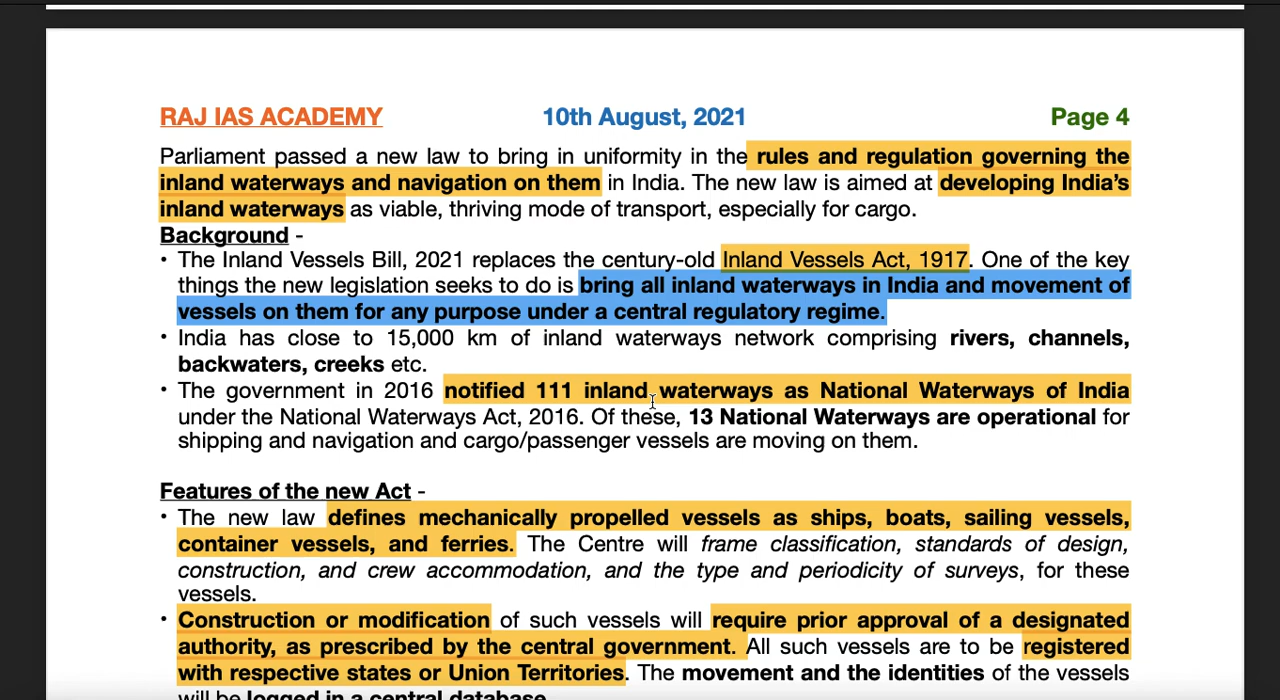 RAJ IAS ACADEMY 10th August, 2021 Page 4
Parliament passed a new law to bring in uniformity in the rules and regulation governing the
inland waterways and navigation on them in India. The new law is aimed at developing India’s
inland waterways as viable, thriving mode of transport, especially for cargo.
Background -
• The Inland Vessels Bill, 2021 replaces the century-old Inland Vessels Act, 1917. One of the key
things the new legislation seeks to do is bring all inland waterways in India and movement of
vessels on them for any purpose under a central regulatory regime.
• India has close to 15,000 km of inland waterways network comprising rivers, channels,
backwaters, creeks etc.
• The government in 2016 notified 111 inland waterways as National Waterways of India
under the National Waterways Act, 2016. Of these, 13 National Waterways are operational for
shipping and navigation and cargo/passenger vessels are moving on them.
Features of the new Act -
• The new law defines mechanically propelled vessels as ships, boats, sailing vessels,
container vessels, and ferries. The Centre will frame classification, standards of design,
construction, and crew accommodation, and the type and periodicity of surveys, for these
vessels.
• Construction or modification of such vessels will require prior approval of a designated
authority, as prescribed by the central government. All such vessels are to be registered
with respective states or Union Territories. The movement and the identities of the vessels
will be logged in a central database.